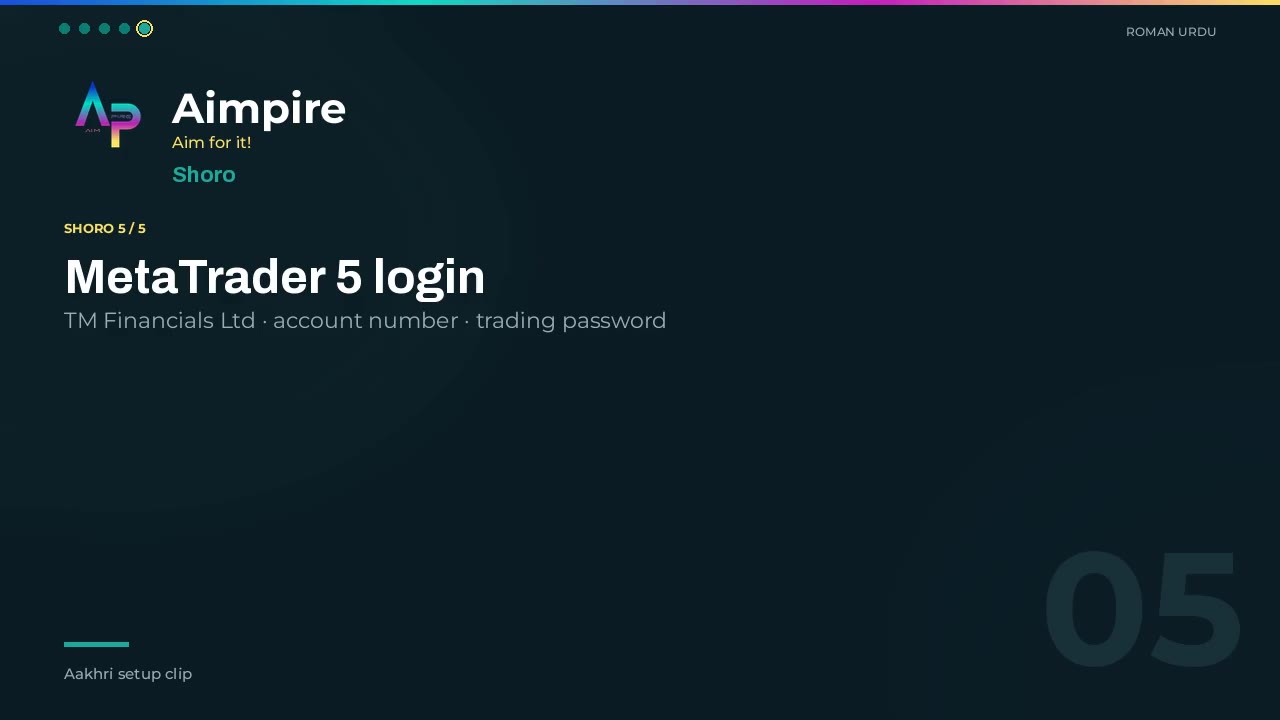 ROMAN URDU
Aimpire
Aim for it!
Shoro
SHORO 5 / 5
MetaTrader 5 login
TM Financials Ltd · account number · trading password
05
Aakhri setup clip